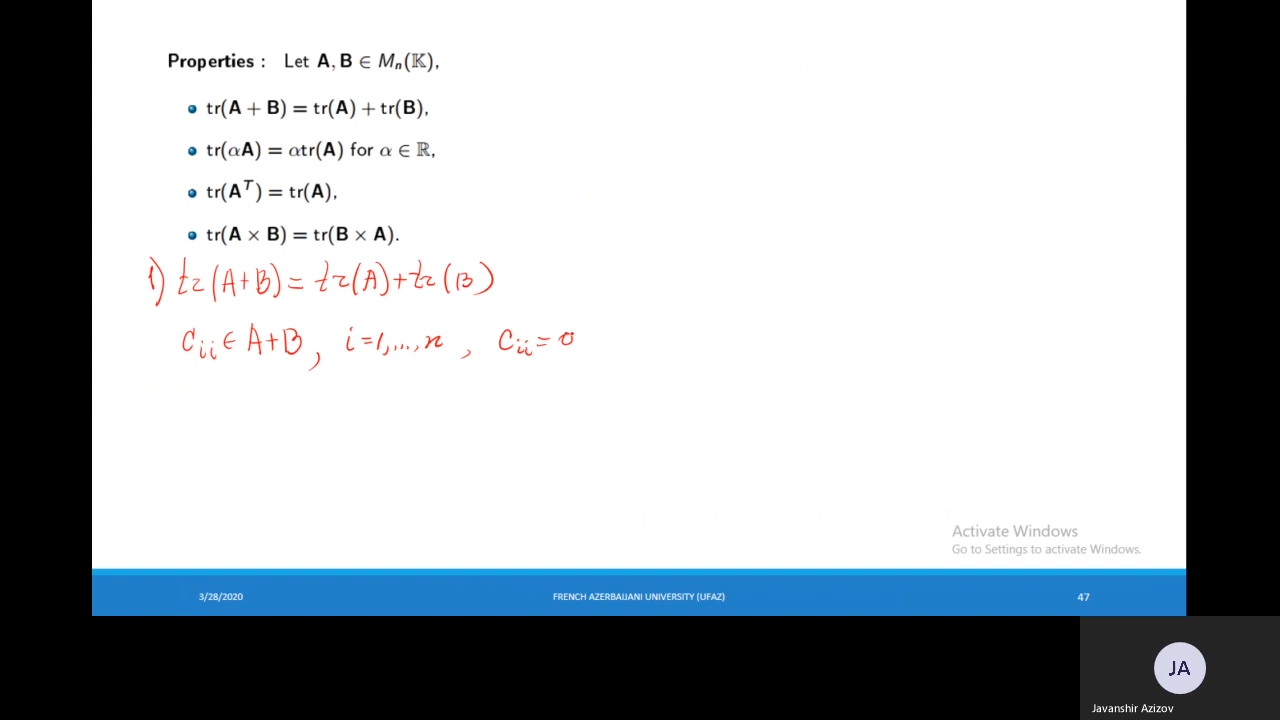 Properties : Let A, B ∈ Mₙ(𝕂),
tr(A + B) = tr(A) + tr(B),
tr(αA) = αtr(A) for α ∈ ℝ,
tr(Aᵀ) = tr(A),
tr(A × B) = tr(B × A).
1) tr(A+B) = tr(A)+tr(B)
Cᵢᵢ ∈ A+B, i=1,...,n, Cᵢᵢ =
Activate Windows
Go to Settings to activate Windows.
3/28/2020 FRENCH AZERBAIJANI UNIVERSITY (UFAZ) 47
JA
Javanshir Azizov